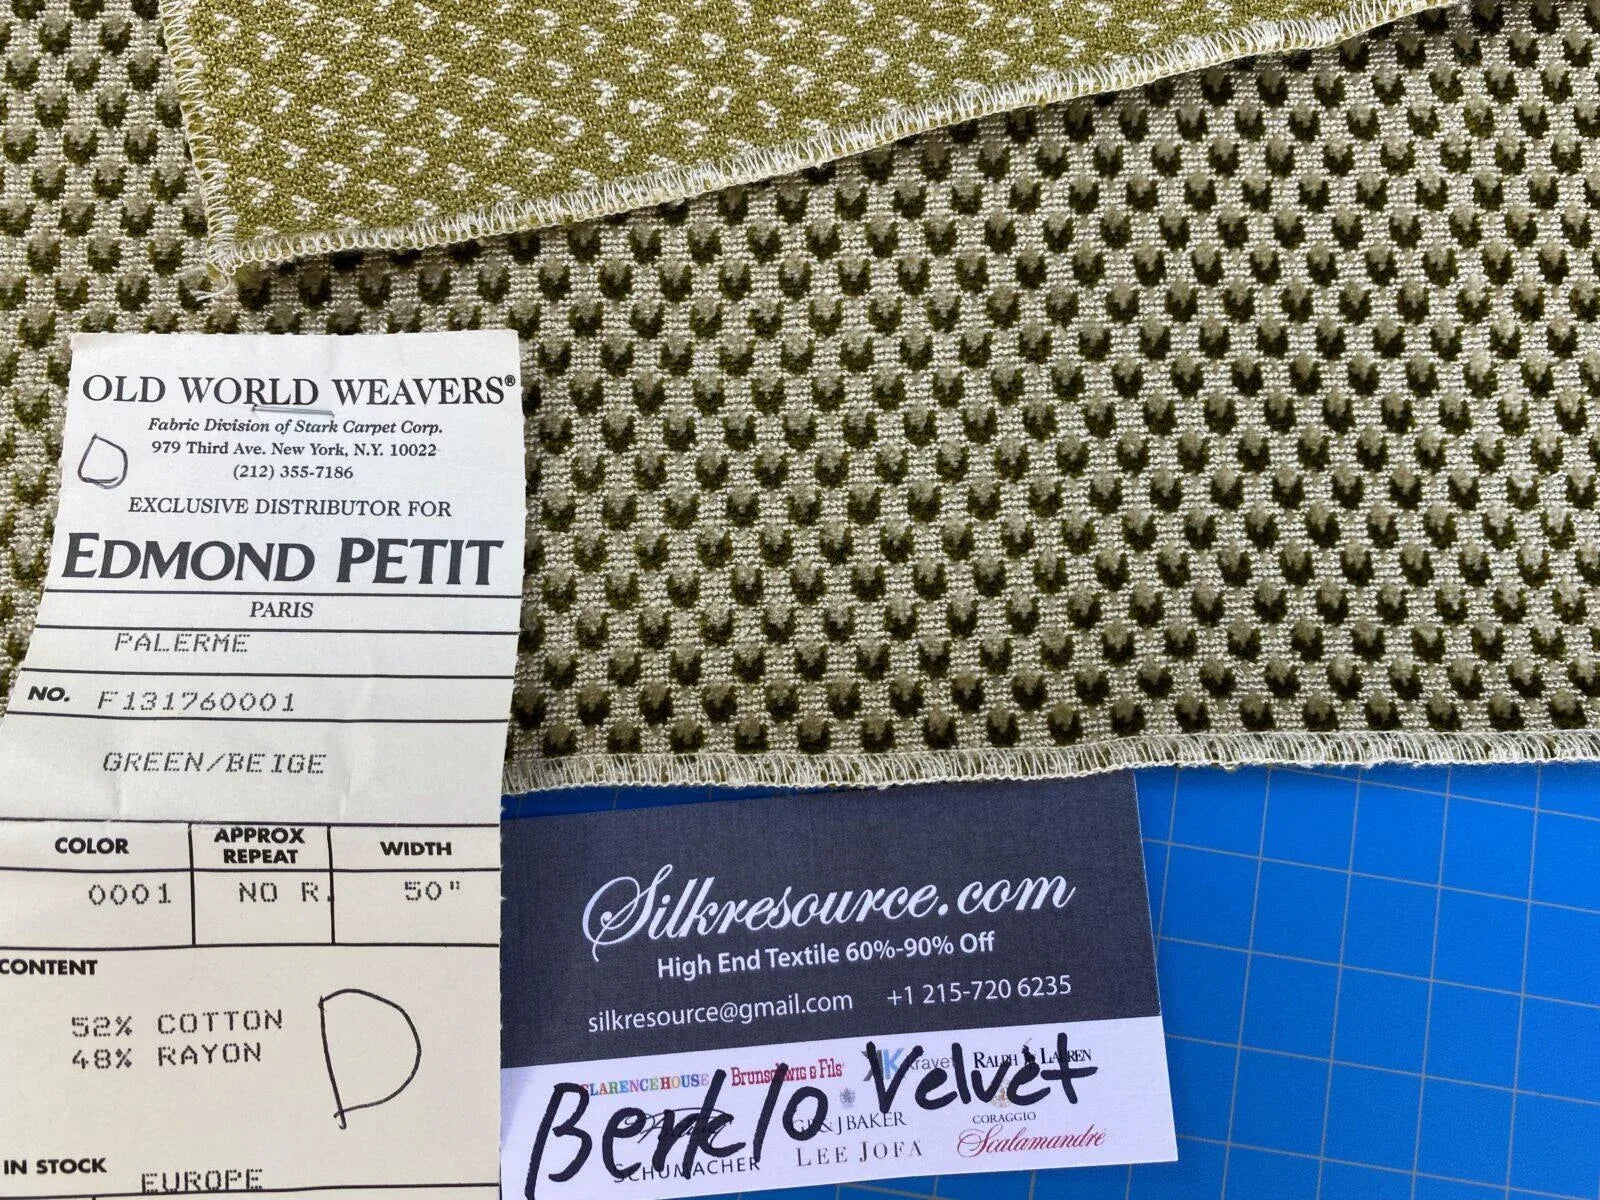 OLD WORLD WEAVERS®
Fabric Division of Stark Carpet Corp.
979 Third Ave. New York, N.Y. 10022
(212) 355-7186
D
EXCLUSIVE DISTRIBUTOR FOR
EDMOND PETIT
PARIS
PALERME
NO. F131760001
GREEN/BEIGE
COLOR APPROX REPEAT WIDTH
0001 NO R. 50"
CONTENT
52% COTTON
48% RAYON
D
IN STOCK
EUROPE
Silkresource.com
High End Textile 60%-90% Off
silkresource@gmail.com +1 215-720 6235
CLARENCE HOUSE Brunschwig & Fils kravet RALPH LAUREN
GP & J BAKER CORAGGIO
SCHUMACHER LEE JOFA Scalamandré
Velvet